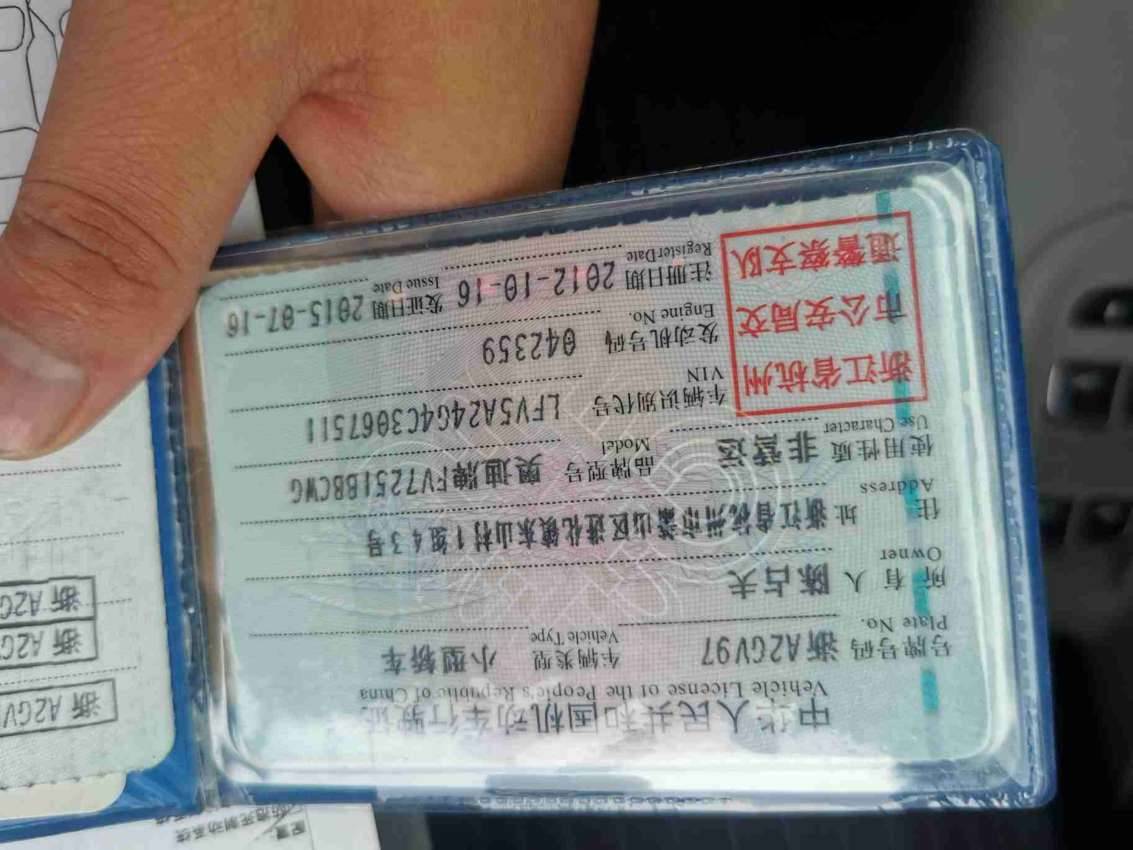 中华人民共和国机动车行驶证
Vehicle License of the People's Republic of China
号牌号码 浙A2GV97 车辆类型 小型轿车
Plate No. Vehicle Type
所有人 陈占夫
Owner
住址 浙江省杭州市萧山区进化镇东山村1组43号
Address
使用性质 非营运 品牌型号 奥迪牌FV7251BBCWG
Use Character Model
车辆识别代号 LFV5A24G4C3067511
VIN
发动机号码 042359
Engine No.
注册日期 2012-10-16 发证日期 2015-07-16
Register Date Issue Date
浙江省杭州
市公安局交
通警察支队
浙A2GV
浙A2G
浙A2G